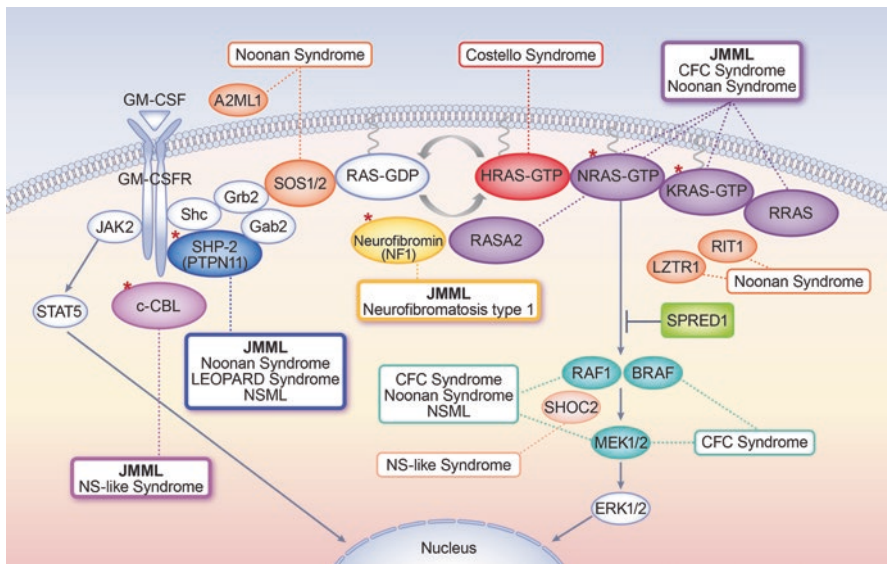 Noonan Syndrome
Costello Syndrome
JMML
CFC Syndrome
Noonan Syndrome
A2ML1
GM-CSF
GM-CSFR
SOS1/2
RAS-GDP
HRAS-GTP
* NRAS-GTP
* KRAS-GTP
RRAS
Grb2
Shc
Gab2
JAK2
* SHP-2
(PTPN11)
* Neurofibromin
(NF1)
RASA2
RIT1
LZTR1
Noonan Syndrome
* c-CBL
STAT5
JMML
Neurofibromatosis type 1
SPRED1
JMML
Noonan Syndrome
LEOPARD Syndrome
NSML
CFC Syndrome
Noonan Syndrome
NSML
RAF1
BRAF
SHOC2
MEK1/2
CFC Syndrome
NS-like Syndrome
JMML
NS-like Syndrome
ERK1/2
Nucleus